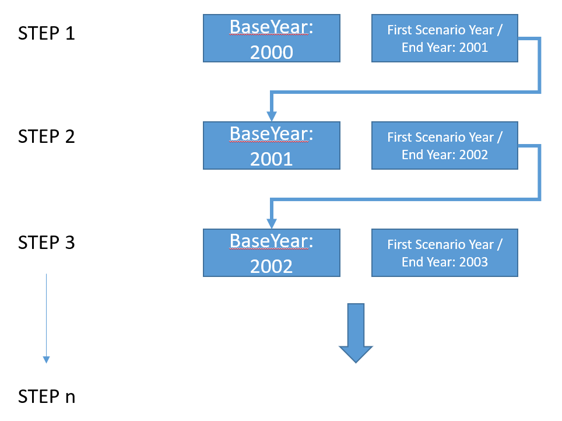 STEP 1
BaseYear:
2000
First Scenario Year /
End Year: 2001
STEP 2
BaseYear:
2001
First Scenario Year /
End Year: 2002
STEP 3
BaseYear:
2002
First Scenario Year /
End Year: 2003
STEP n